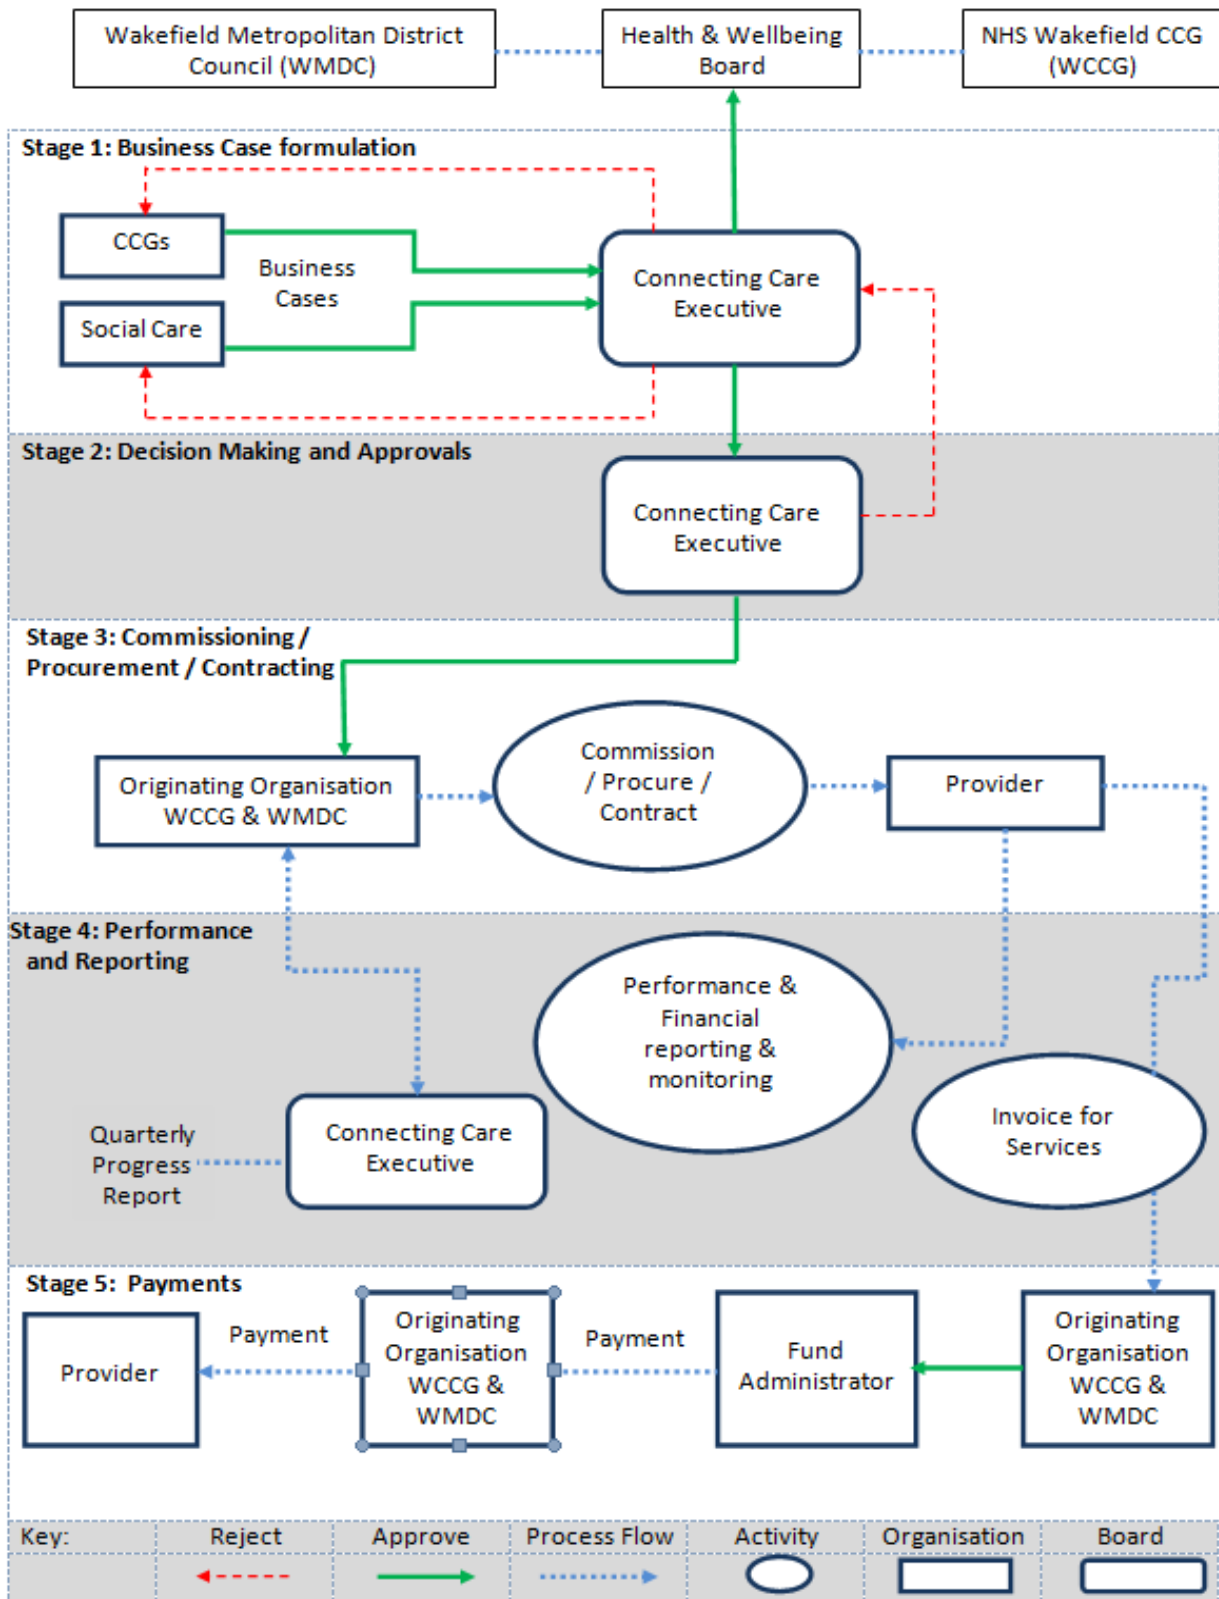 Wakefield Metropolitan District
Council (WMDC)
Health & Wellbeing
Board
NHS Wakefield CCG
(WCCG)
Stage 1: Business Case formulation
CCGs
Business
Cases
Social Care
Connecting Care
Executive
Stage 2: Decision Making and Approvals
Connecting Care
Executive
Stage 3: Commissioning /
Procurement / Contracting
Originating Organisation
WCCG & WMDC
Commission
/ Procure /
Contract
Provider
Stage 4: Performance
and Reporting
Performance &
Financial
reporting &
monitoring
Quarterly
Progress
Report
Connecting Care
Executive
Invoice for
Services
Stage 5: Payments
Provider
Payment
Originating
Organisation
WCCG &
WMDC
Payment
Fund
Administrator
Originating
Organisation
WCCG &
WMDC
Key: Reject Approve Process Flow Activity Organisation Board